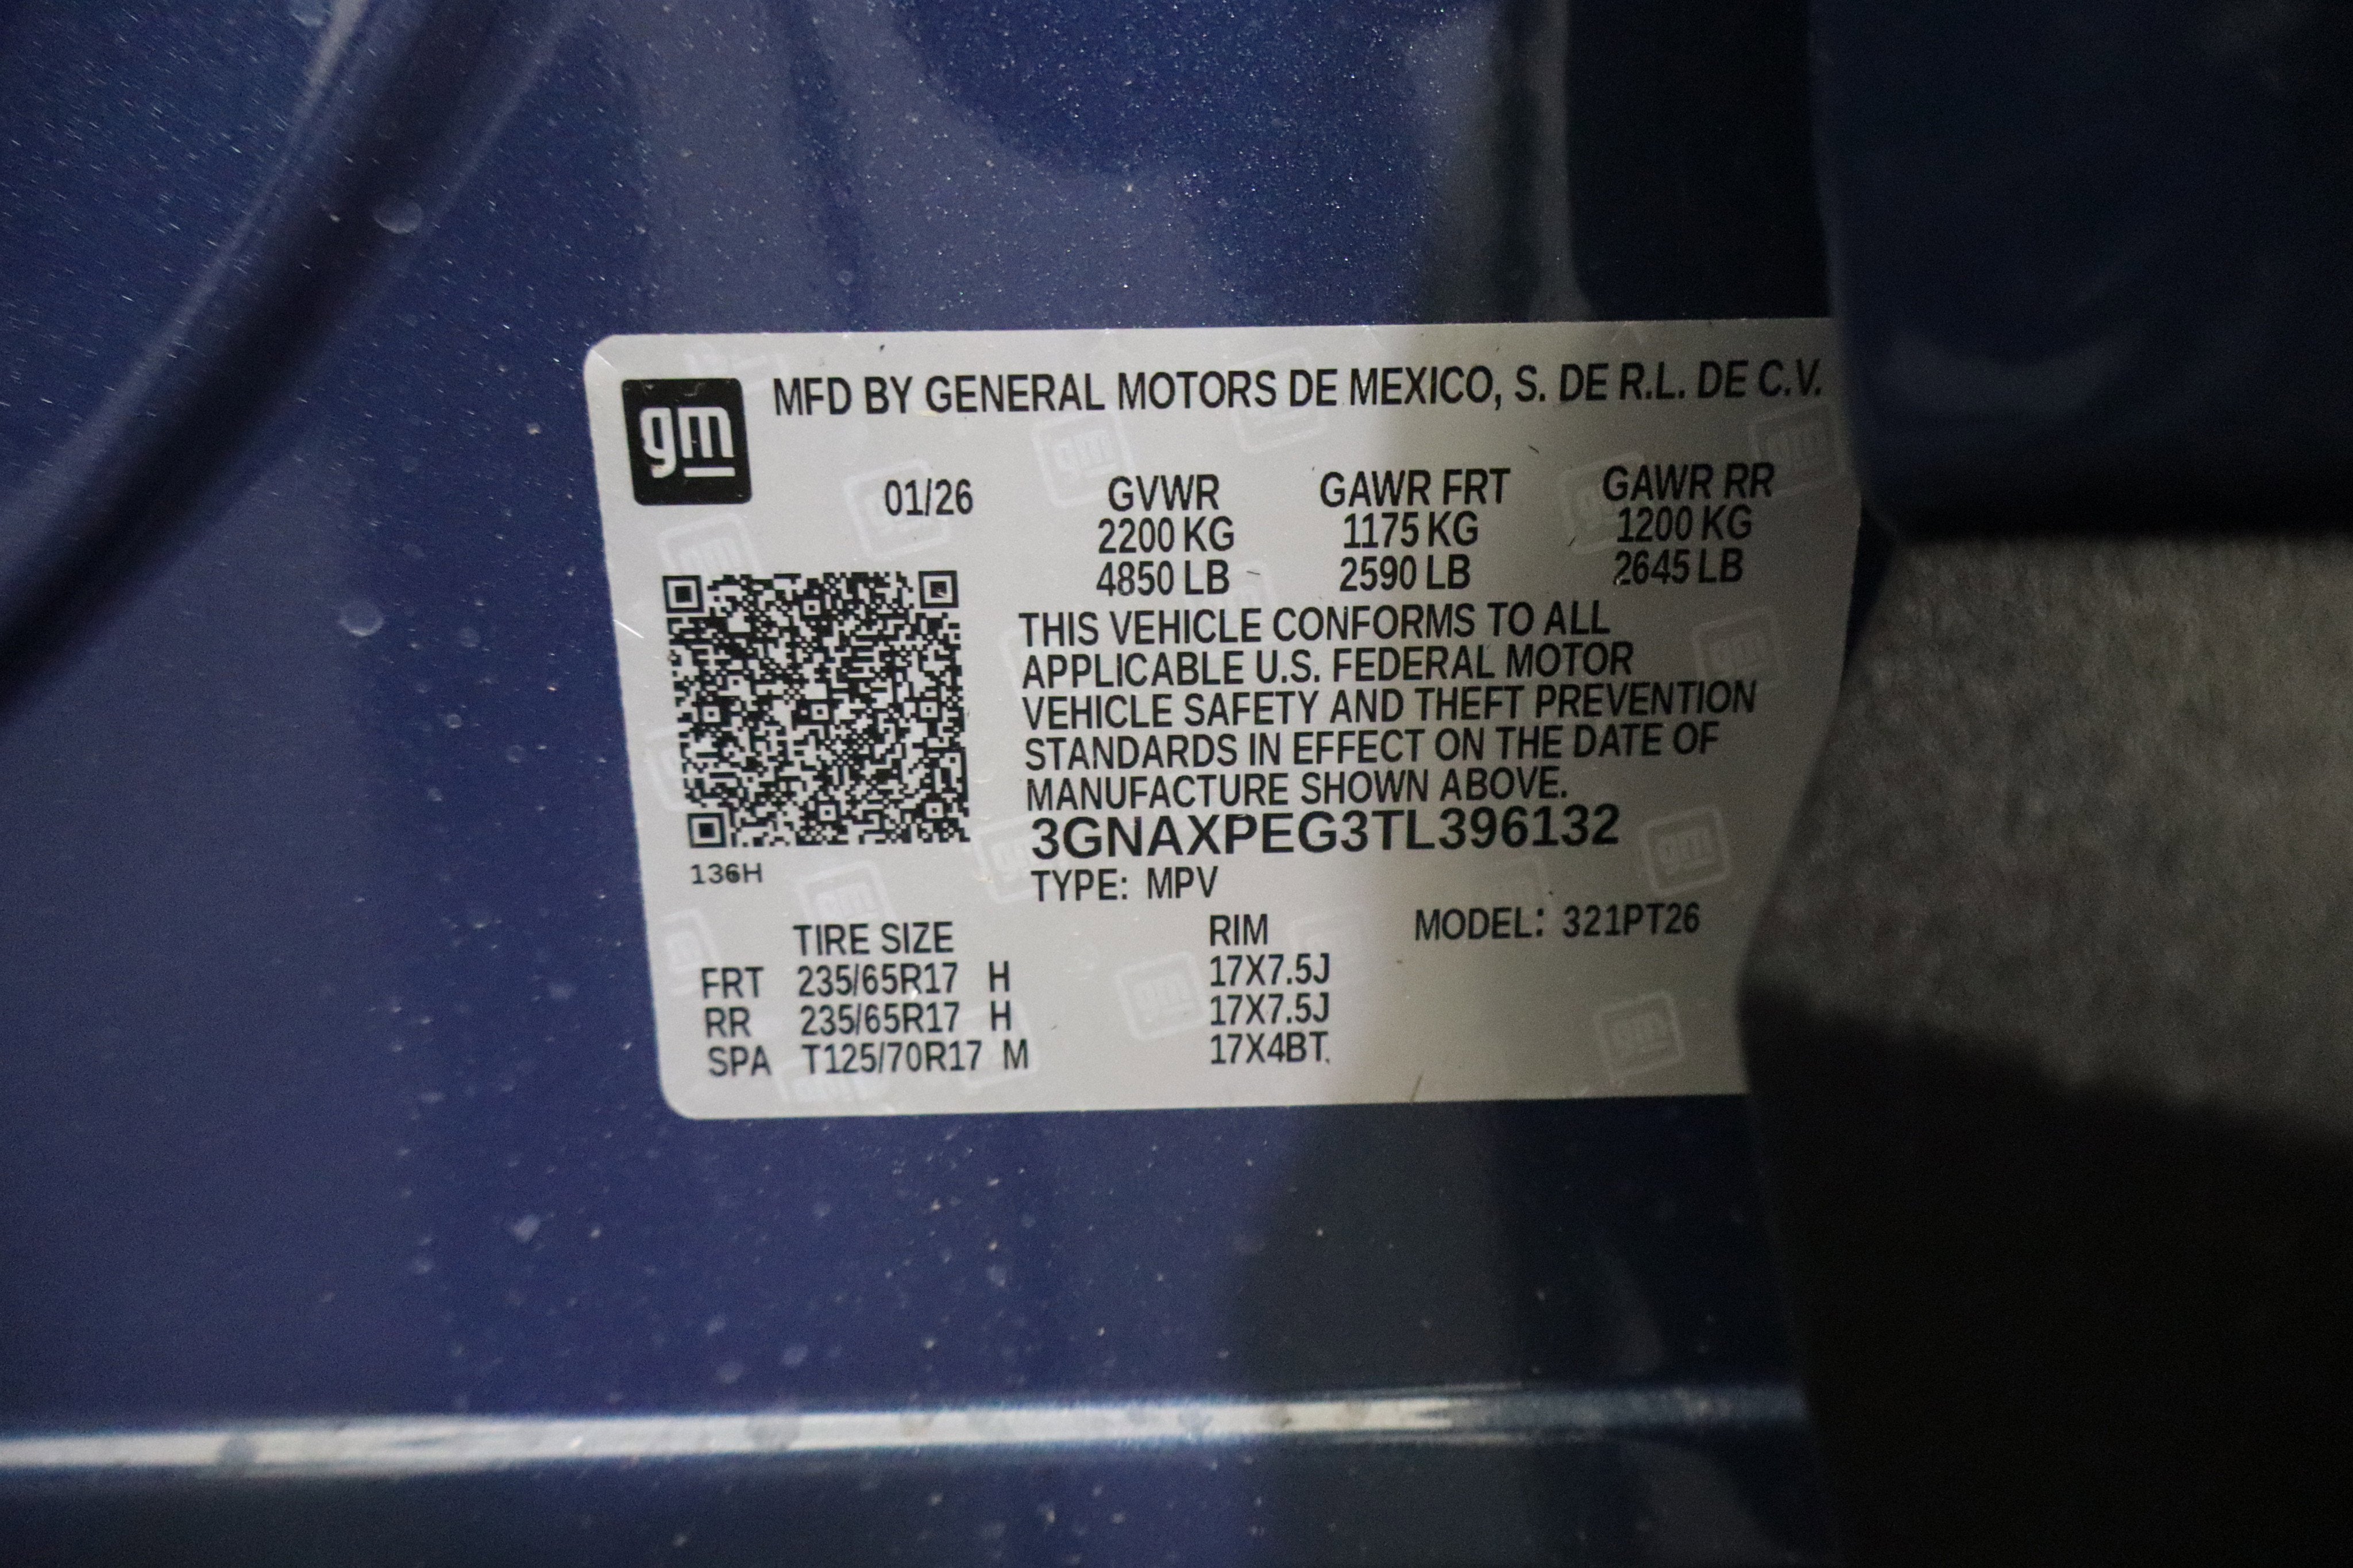 gm MFD BY GENERAL MOTORS DE MEXICO, S. DE R.L. DE C.V.
01/26 GVWR GAWR FRT GAWR RR
2200 KG 1175 KG 1200 KG
4850 LB 2590 LB 2645 LB
THIS VEHICLE CONFORMS TO ALL
APPLICABLE U.S. FEDERAL MOTOR
VEHICLE SAFETY AND THEFT PREVENTION
STANDARDS IN EFFECT ON THE DATE OF
MANUFACTURE SHOWN ABOVE.
3GNAXPEG3TL396132
136H
TYPE: MPV
TIRE SIZE RIM MODEL: 321PT26
FRT 235/65R17 H 17X7.5J
RR 235/65R17 H 17X7.5J
SPA T125/70R17 M 17X4BT